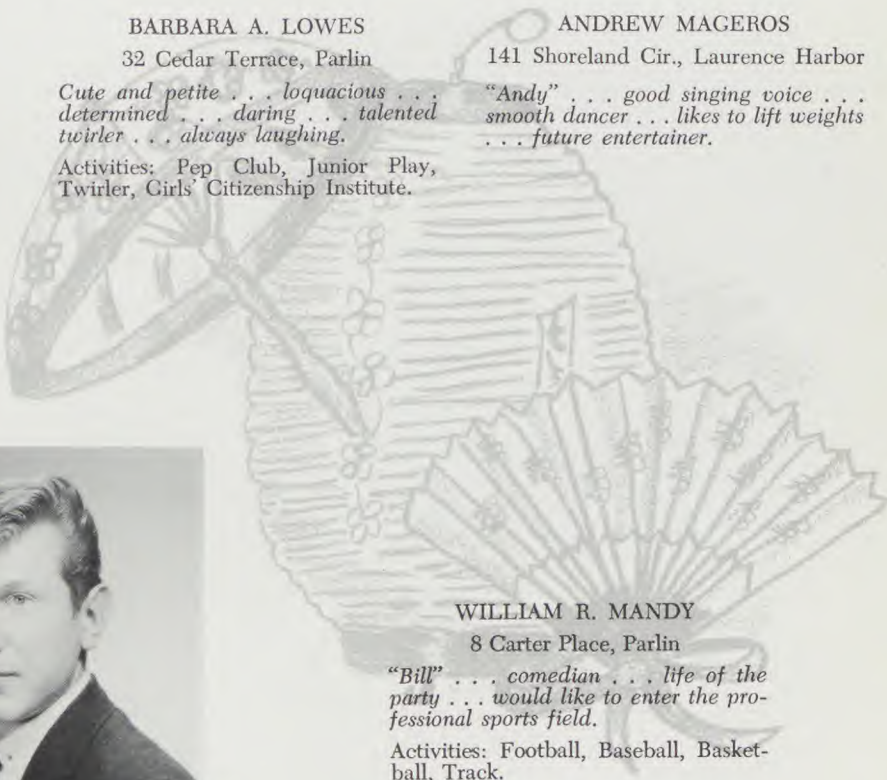 BARBARA A. LOWES
32 Cedar Terrace, Parlin
Cute and petite . . . loquacious . . .
determined . . . daring . . . talented
twirler . . . always laughing.
Activities: Pep Club, Junior Play,
Twirler, Girls' Citizenship Institute.
ANDREW MAGEROS
141 Shoreland Cir., Laurence Harbor
"Andy" . . . good singing voice . . .
smooth dancer . . . likes to lift weights
. . . future entertainer.
WILLIAM R. MANDY
8 Carter Place, Parlin
"Bill" . . . comedian . . . life of the
party . . . would like to enter the pro-
fessional sports field.
Activities: Football, Baseball, Basket-
ball, Track.